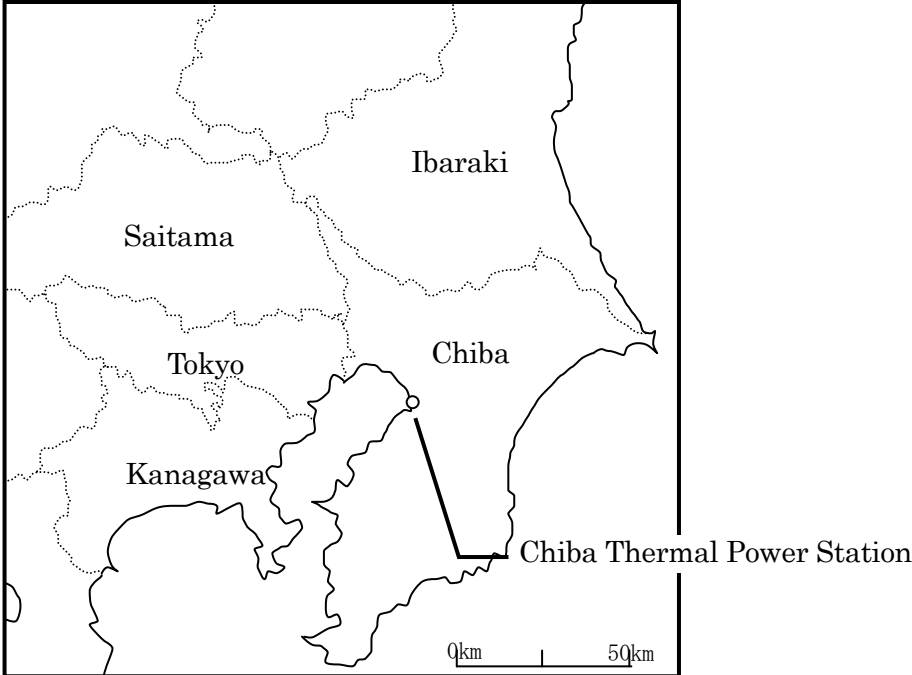 Ibaraki
Saitama
Chiba
Tokyo
Kanagawa
Chiba Thermal Power Station
0km 50km